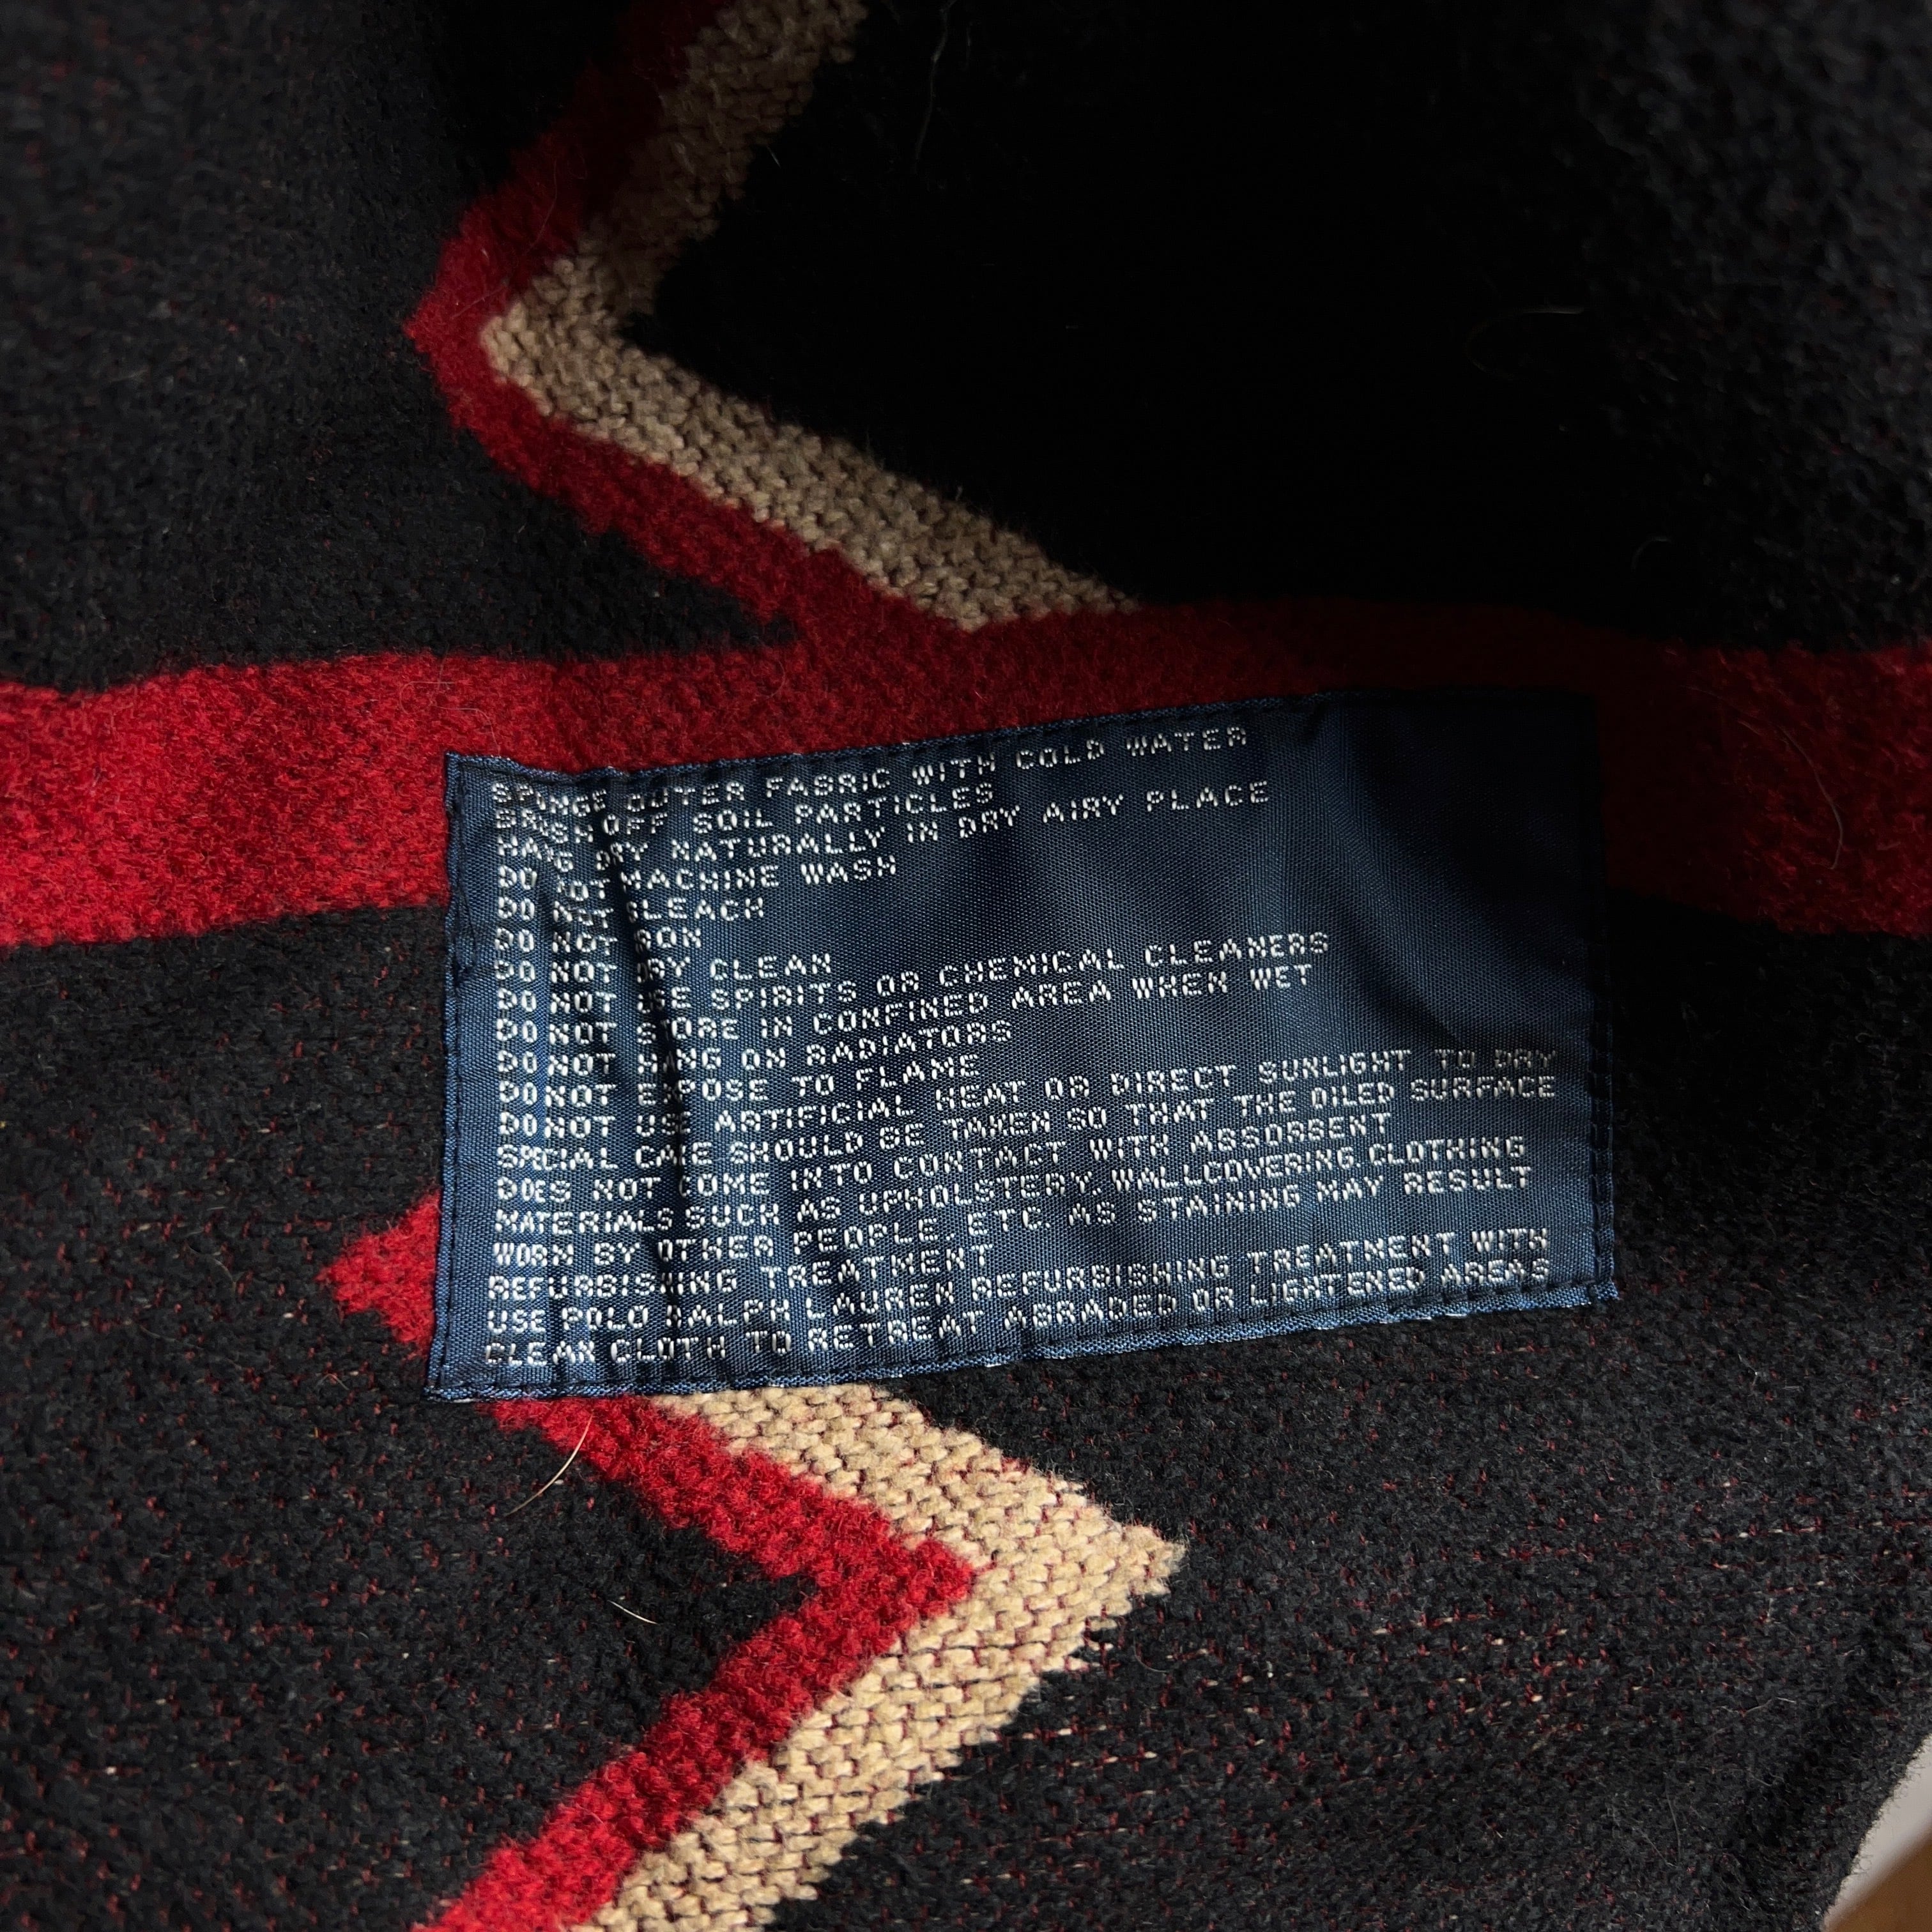 SPONGE OUTER FABRIC WITH COLD WATER
BRUSH OFF SOIL PARTICLES
HANG DRY NATURALLY IN DRY AIRY PLACE
DO NOT MACHINE WASH
DO NOT BLEACH
DO NOT IRON
DO NOT DRY CLEAN
DO NOT USE SPIRITS OR CHEMICAL CLEANERS
DO NOT STORE IN CONFINED AREA WHEN WET
DO NOT HANG ON RADIATORS
DO NOT EXPOSE TO FLAME
DO NOT USE ARTIFICIAL HEAT OR DIRECT SUNLIGHT TO DRY
SPECIAL CARE SHOULD BE TAKEN SO THAT THE OILED SURFACE
DOES NOT COME INTO CONTACT WITH ABSORBENT
MATERIALS SUCH AS UPHOLSTERY, WALLCOVERING, CLOTHING
WORN BY OTHER PEOPLE, ETC. AS STAINING MAY RESULT
REFURBISHING TREATMENT
USE POLO RALPH LAUREN REFURBISHING TREATMENT WITH
CLEAN CLOTH TO RETREAT ABRADED OR LIGHTENED AREAS